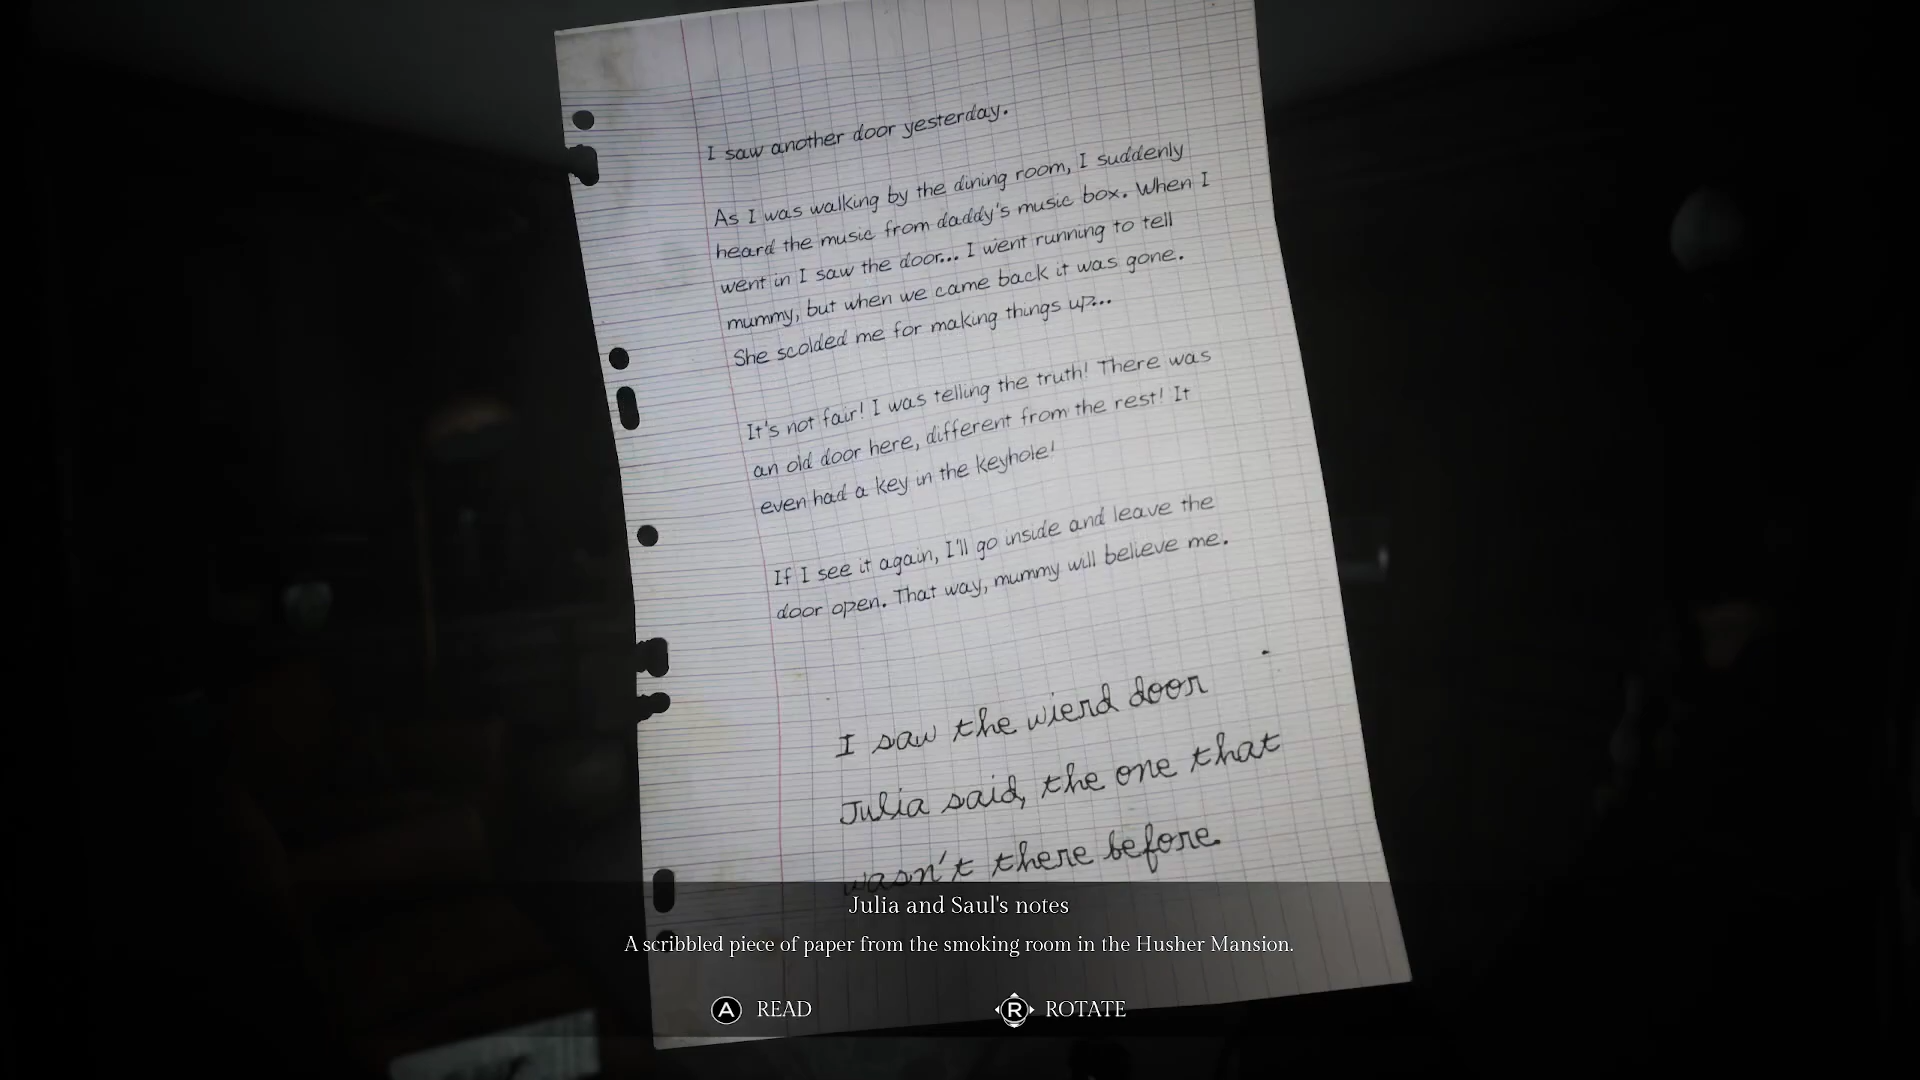 I saw another door yesterday.
As I was walking by the dining room, I suddenly
heard the music from daddy's music box. When I
went in I saw the door... I went running to tell
mummy, but when we came back it was gone.
She scolded me for making things up...
It's not fair! I was telling the truth! There was
an old door here, different from the rest! It
even had a key in the keyhole!
If I see it again, I'll go inside and leave the
door open. That way, mummy will believe me.
I saw the wierd door
Julia said, the one that
wasn't there before.
Julia and Saul's notes
A scribbled piece of paper from the smoking room in the Husher Mansion.
A READ
R ROTATE